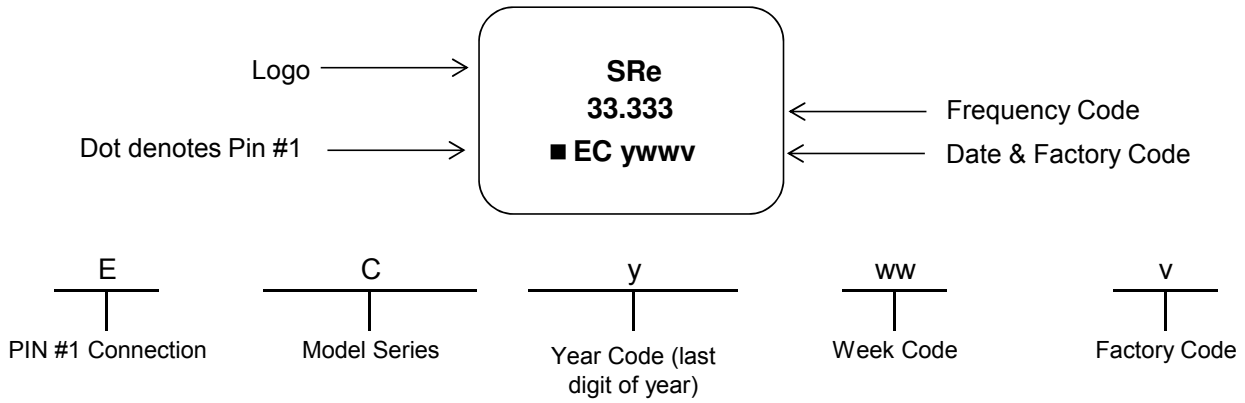 Logo
SRe
33.333
Frequency Code
Dot denotes Pin #1
■ EC ywwv
Date & Factory Code
E
C
y
ww
v
PIN #1 Connection
Model Series
Year Code (last
digit of year)
Week Code
Factory Code